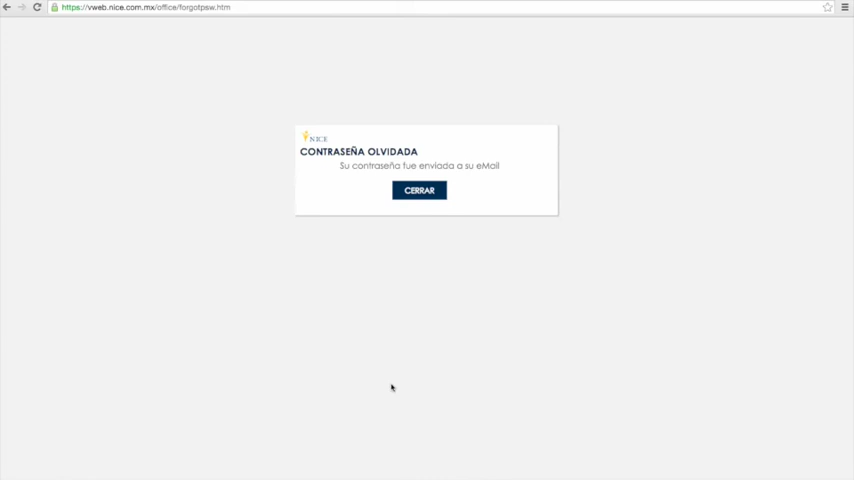 https://vweb.nice.com.mx/office/forgotpsw.htm
NICE
CONTRASEÑA OLVIDADA
Su contraseña fue enviada a su eMail
CERRAR